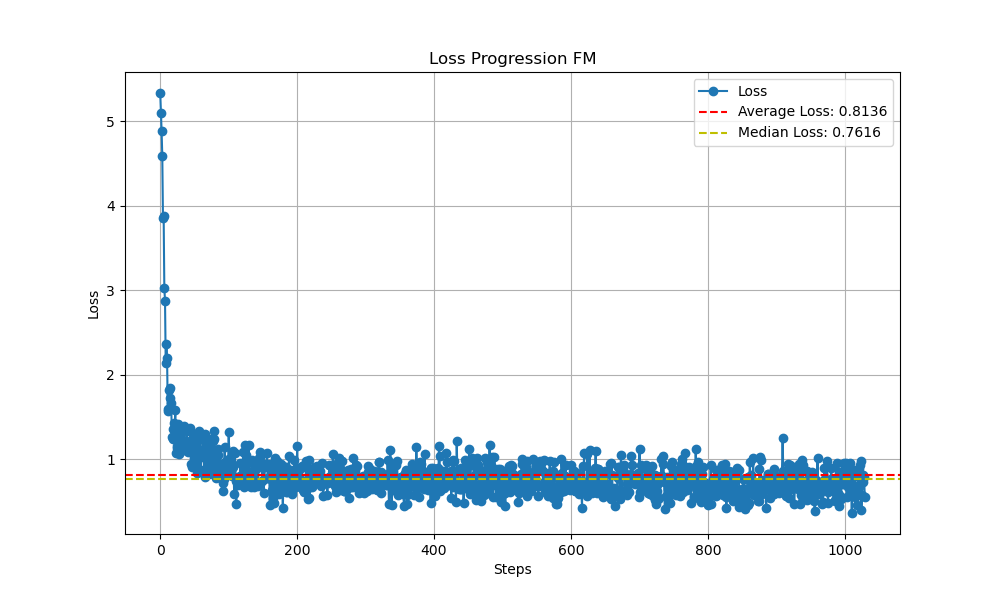 Loss Progression FM
Loss
Average Loss: 0.8136
Median Loss: 0.7616
Loss
5
4
3
2
1
0 200 400 600 800 1000
Steps